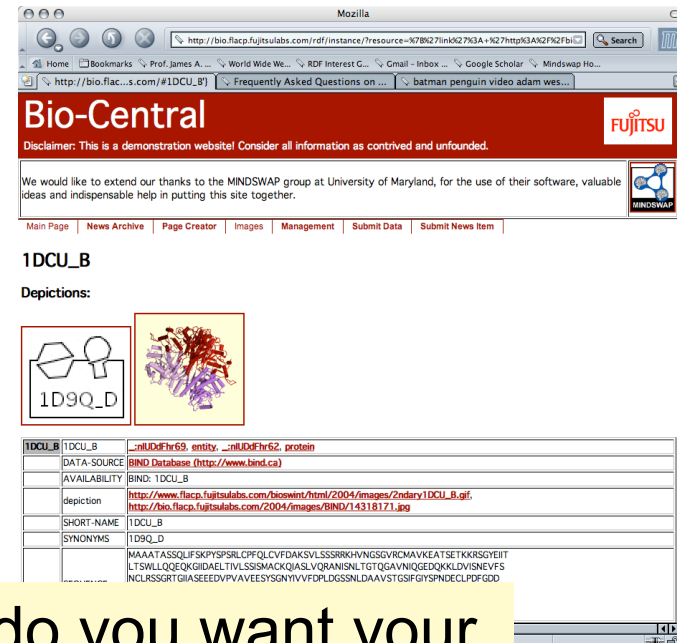 Mozilla
http://bio.flacp.fujitsulabs.com/rdf/instance/?resource=%7B%27link%27%3A+%27http%3A%2F%2Fbi
Search
Home Bookmarks Prof. James A. ... World Wide We... RDF Interest G... Gmail - Inbox ... Google Scholar Mindswap Ho...
http://bio.flac...s.com/#1DCU_B') Frequently Asked Questions on ... batman penguin video adam wes...
Bio-Central
FUJITSU
Disclaimer: This is a demonstration website! Consider all information as contrived and unfounded.
We would like to extend our thanks to the MINDSWAP group at University of Maryland, for the use of their software, valuable
ideas and indispensable help in putting this site together.
MINDSWAP
Main Page News Archive Page Creator Images Management Submit Data Submit News Item
1DCU_B
Depictions:
1D9Q_D
1DCU_B 1DCU_B _:nIUDdFhr69, entity, _:nIUDdFhr62, protein
DATA-SOURCE BIND Database (http://www.bind.ca)
AVAILABILITY BIND: 1DCU_B
depiction http://www.flacp.fujitsulabs.com/bioswint/html/2004/images/2ndary1DCU_B.gif,
http://bio.flacp.fujitsulabs.com/2004/images/BIND/14318171.jpg
SHORT-NAME 1DCU_B
SYNONYMS 1D9Q_D
MAAATASSQLIFSKPYSPSRLCPFQLCVFDAKSVLSSSRRKHVNGSGVRCMAVKEATSETKKRSGYEIIT
LTSWLLQQEQKGIIDAELTIVLSSISMACKQIASLVQRANISNLTGTQGAVNIQGEDQKKLDVISNEVFS
NCLRSSGRTGIIASEEEDVPVAVEESYSGNYIVVFDPLDGSSNLDAAVSTGSIFGIYSPNDECLPDFGDD
do you want your